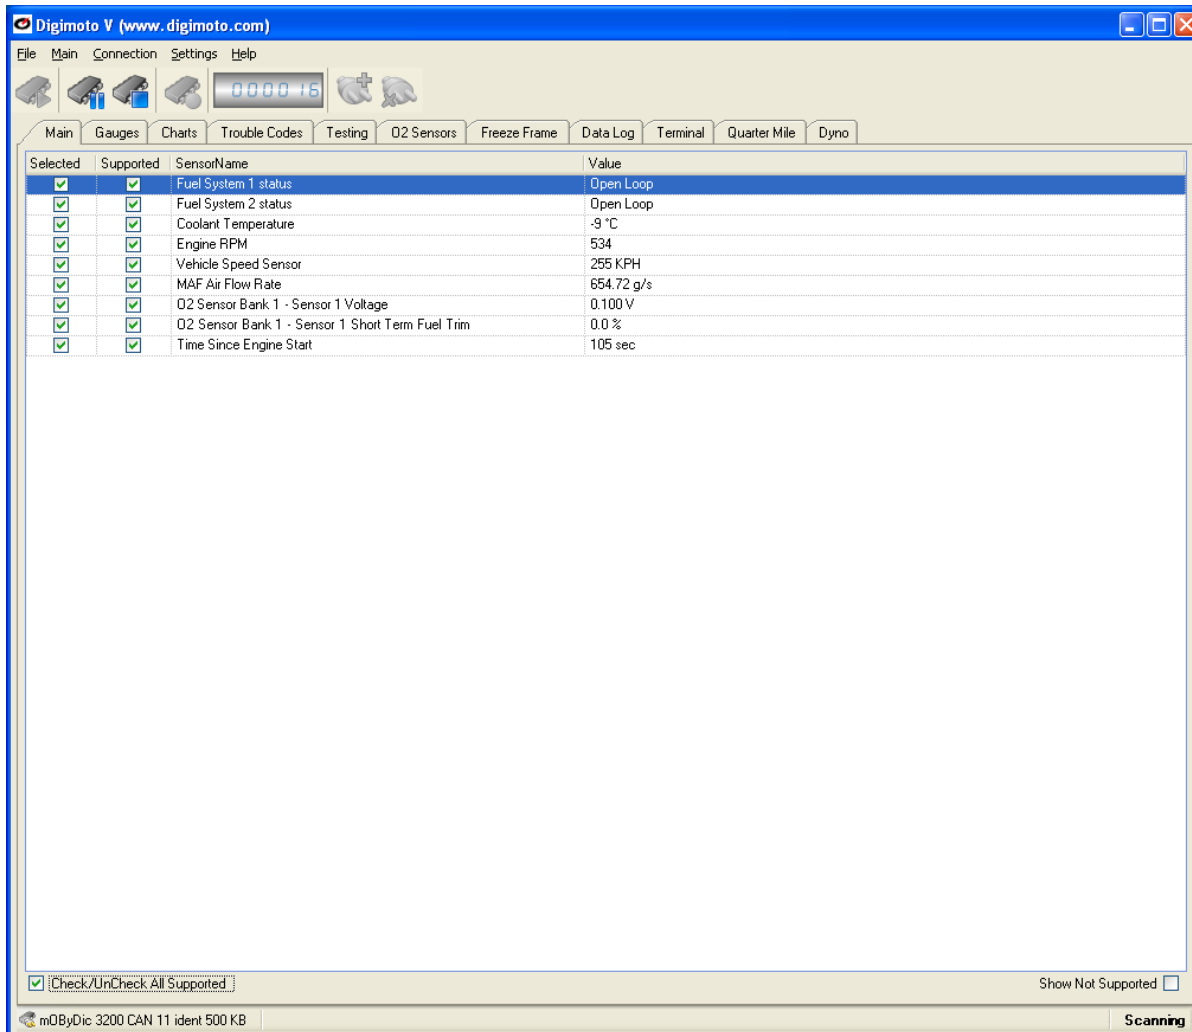 Digimoto V (www.digimoto.com)
File Main Connection Settings Help
000016
Main Gauges Charts Trouble Codes Testing O2 Sensors Freeze Frame Data Log Terminal Quarter Mile Dyno
Selected Supported SensorName Value
Fuel System 1 status Open Loop
Fuel System 2 status Open Loop
Coolant Temperature -9 °C
Engine RPM 534
Vehicle Speed Sensor 255 KPH
MAF Air Flow Rate 654.72 g/s
O2 Sensor Bank 1 - Sensor 1 Voltage 0.100 V
O2 Sensor Bank 1 - Sensor 1 Short Term Fuel Trim 0.0 %
Time Since Engine Start 105 sec
Check/UnCheck All Supported Show Not Supported
mOByDic 3200 CAN 11 ident 500 KB Scanning